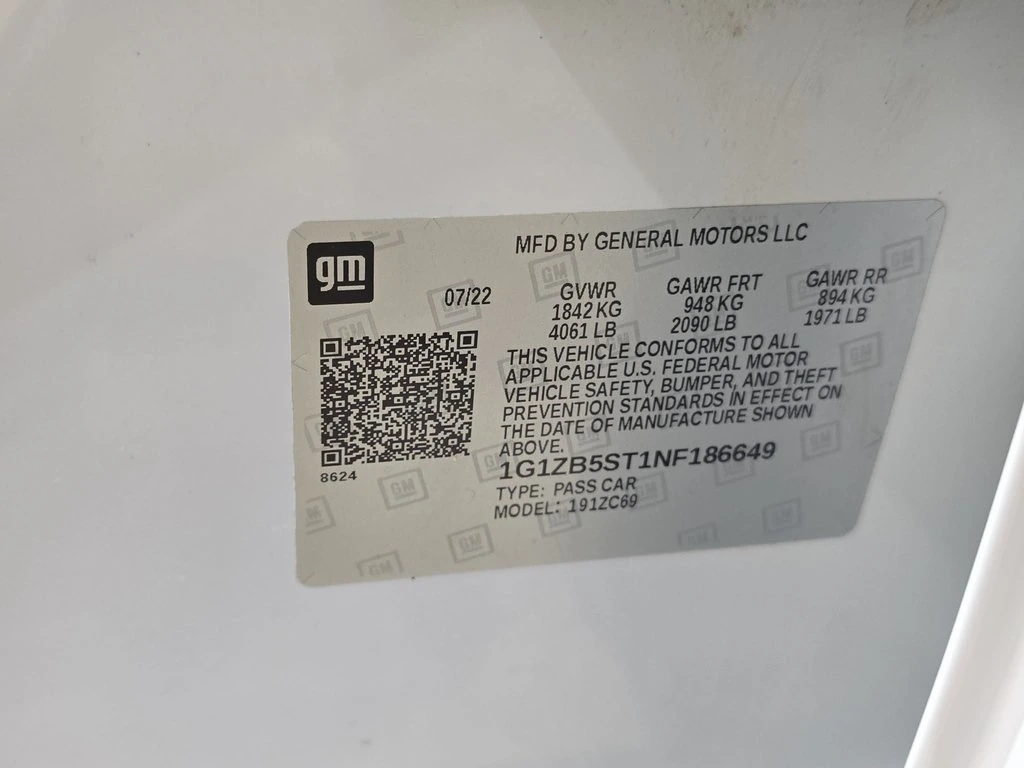 gm
MFD BY GENERAL MOTORS LLC
07/22
GVWR GAWR FRT GAWR RR
1842 KG 948 KG 894 KG
4061 LB 2090 LB 1971 LB
THIS VEHICLE CONFORMS TO ALL
APPLICABLE U.S. FEDERAL MOTOR
VEHICLE SAFETY, BUMPER, AND THEFT
PREVENTION STANDARDS IN EFFECT ON
THE DATE OF MANUFACTURE SHOWN
ABOVE.
1G1ZB5ST1NF186649
8624
TYPE: PASS CAR
MODEL: 191ZC69